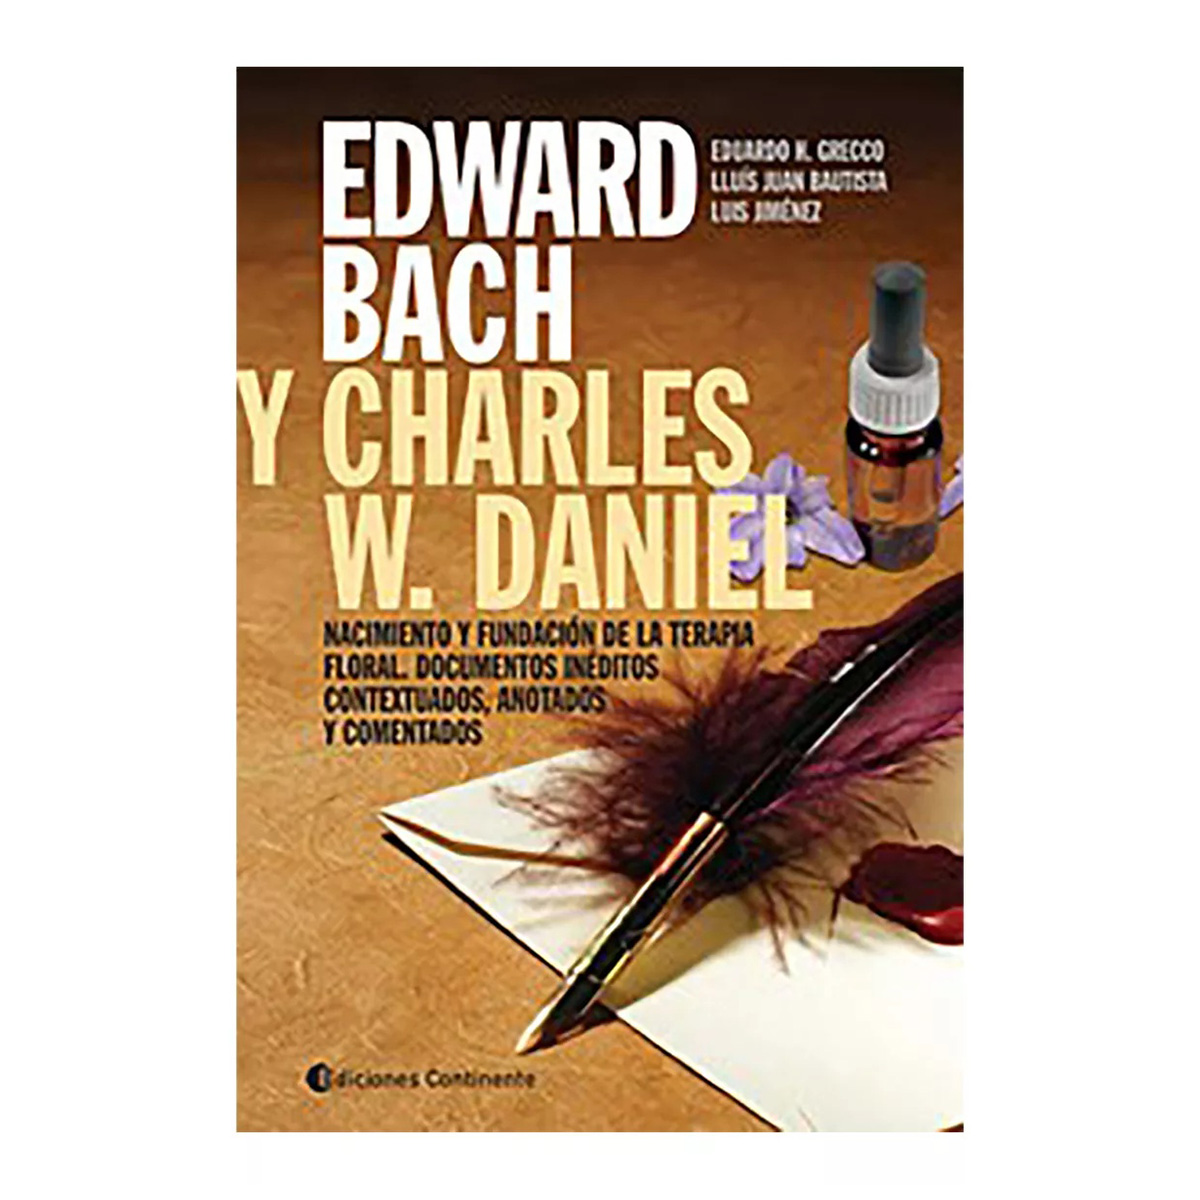 EDWARD
BACH
Y CHARLES
W. DANIEL
EDUARDO H. GRECCO
LLUÍS JUAN BAUTISTA
LUIS JIMÉNEZ
NACIMIENTO Y FUNDACIÓN DE LA TERAPIA
FLORAL. DOCUMENTOS INÉDITOS
CONTEXTUADOS, ANOTADOS
Y COMENTADOS
Ediciones Continente